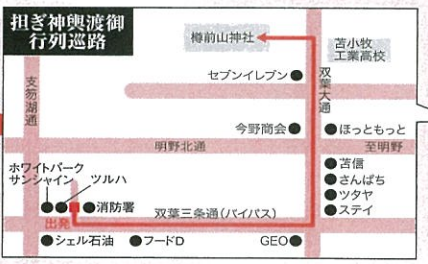 担ぎ神輿渡御
行列巡路
樽前山神社
苫小牧
工業高校
支笏湖通
セブンイレブン
双葉大通
今野商会
ほっともっと
明野北通
至明野
ホワイトパーク
サンシャイン
ツルハ
苫信
さんぱち
ツタヤ
ステイ
消防署
双葉三条通(バイパス)
出発
シェル石油
フードD
GEO